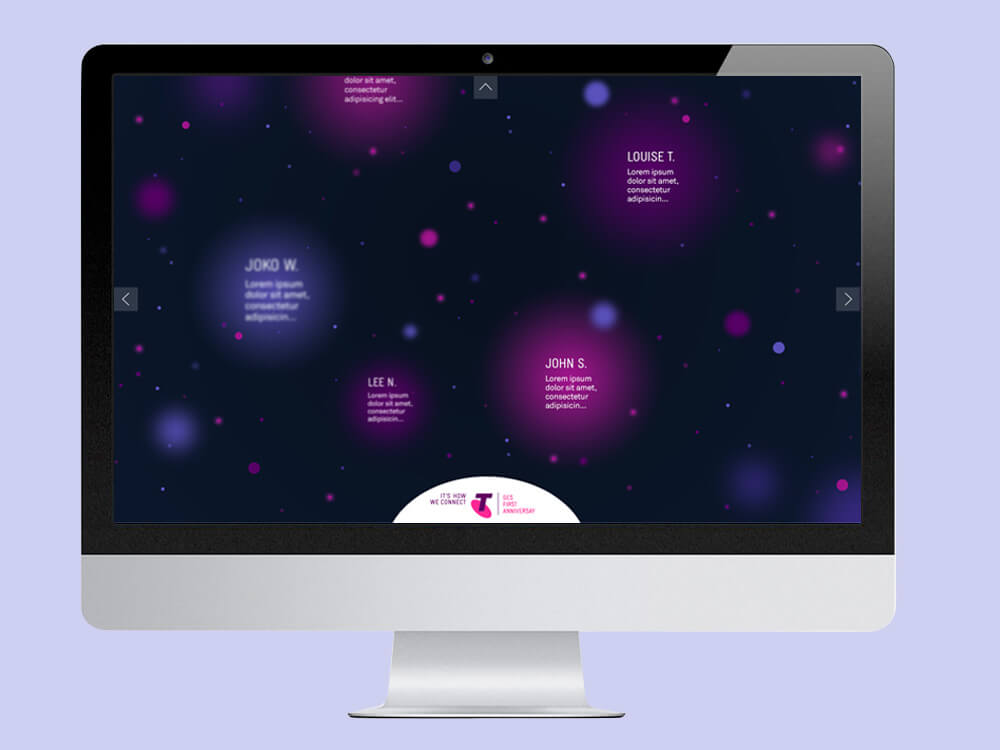 dolor sit amet,
consectetur
adipisicing elit...
LOUISE T.
Lorem ipsum
dolor sit amet,
consectetur
adipisicin...
JOKO W.
Lorem ipsum
dolor sit amet,
consectetur
adipisicin...
JOHN S.
Lorem ipsum
dolor sit amet,
consectetur
adipisicin...
LEE N.
Lorem ipsum
dolor sit amet,
consectetur
adipisicin...
IT'S HOW
WE CONNECT
T
GES
FIRST
ANNIVERSAY